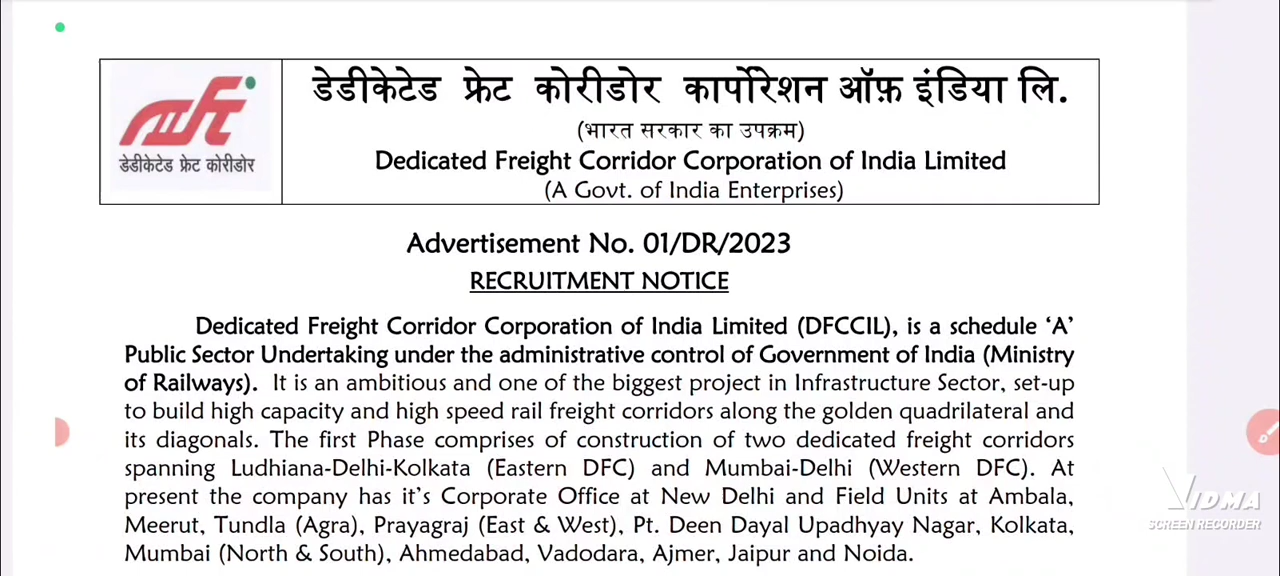 डेडीकेटेड फ्रेट कोरीडोर
डेडीकेटेड फ्रेट कोरीडोर कार्पोरेशन ऑफ़ इंडिया लि.
(भारत सरकार का उपक्रम)
Dedicated Freight Corridor Corporation of India Limited
(A Govt. of India Enterprises)
Advertisement No. 01/DR/2023
RECRUITMENT NOTICE
Dedicated Freight Corridor Corporation of India Limited (DFCCIL), is a schedule ‘A’
Public Sector Undertaking under the administrative control of Government of India (Ministry
of Railways). It is an ambitious and one of the biggest project in Infrastructure Sector, set-up
to build high capacity and high speed rail freight corridors along the golden quadrilateral and
its diagonals. The first Phase comprises of construction of two dedicated freight corridors
spanning Ludhiana-Delhi-Kolkata (Eastern DFC) and Mumbai-Delhi (Western DFC). At
present the company has it’s Corporate Office at New Delhi and Field Units at Ambala,
Meerut, Tundla (Agra), Prayagraj (East & West), Pt. Deen Dayal Upadhyay Nagar, Kolkata,
Mumbai (North & South), Ahmedabad, Vadodara, Ajmer, Jaipur and Noida.
VIDMA
SCREEN RECORDER